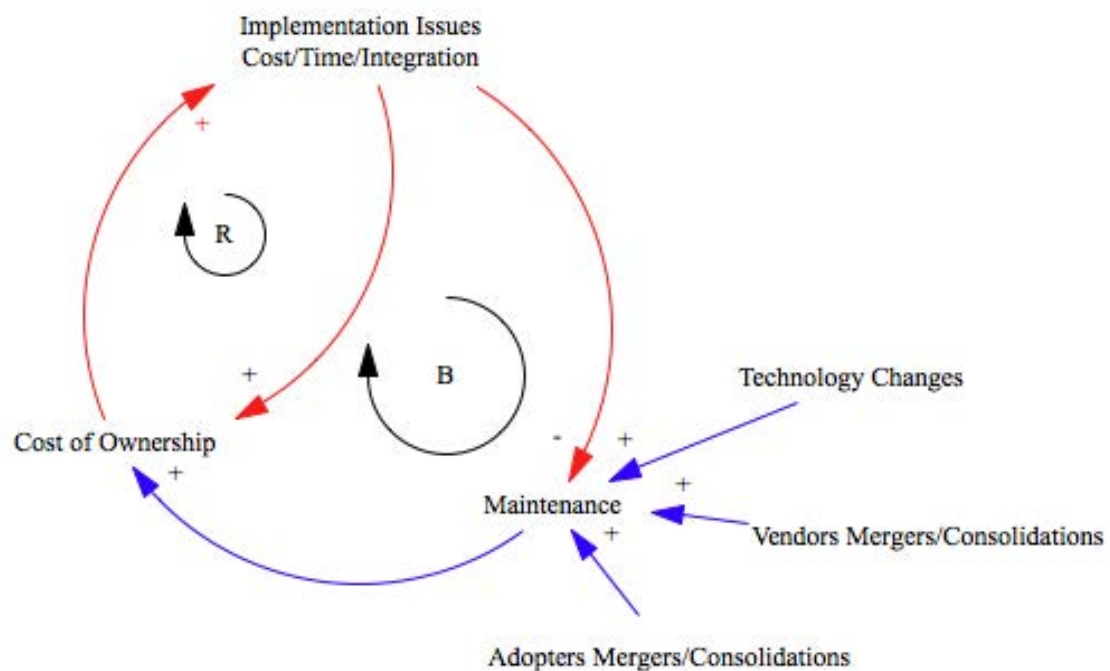 Implementation Issues
Cost/Time/Integration
+
R
+
B
Technology Changes
Cost of Ownership
- +
+
+
Maintenance
+
Vendors Mergers/Consolidations
Adopters Mergers/Consolidations